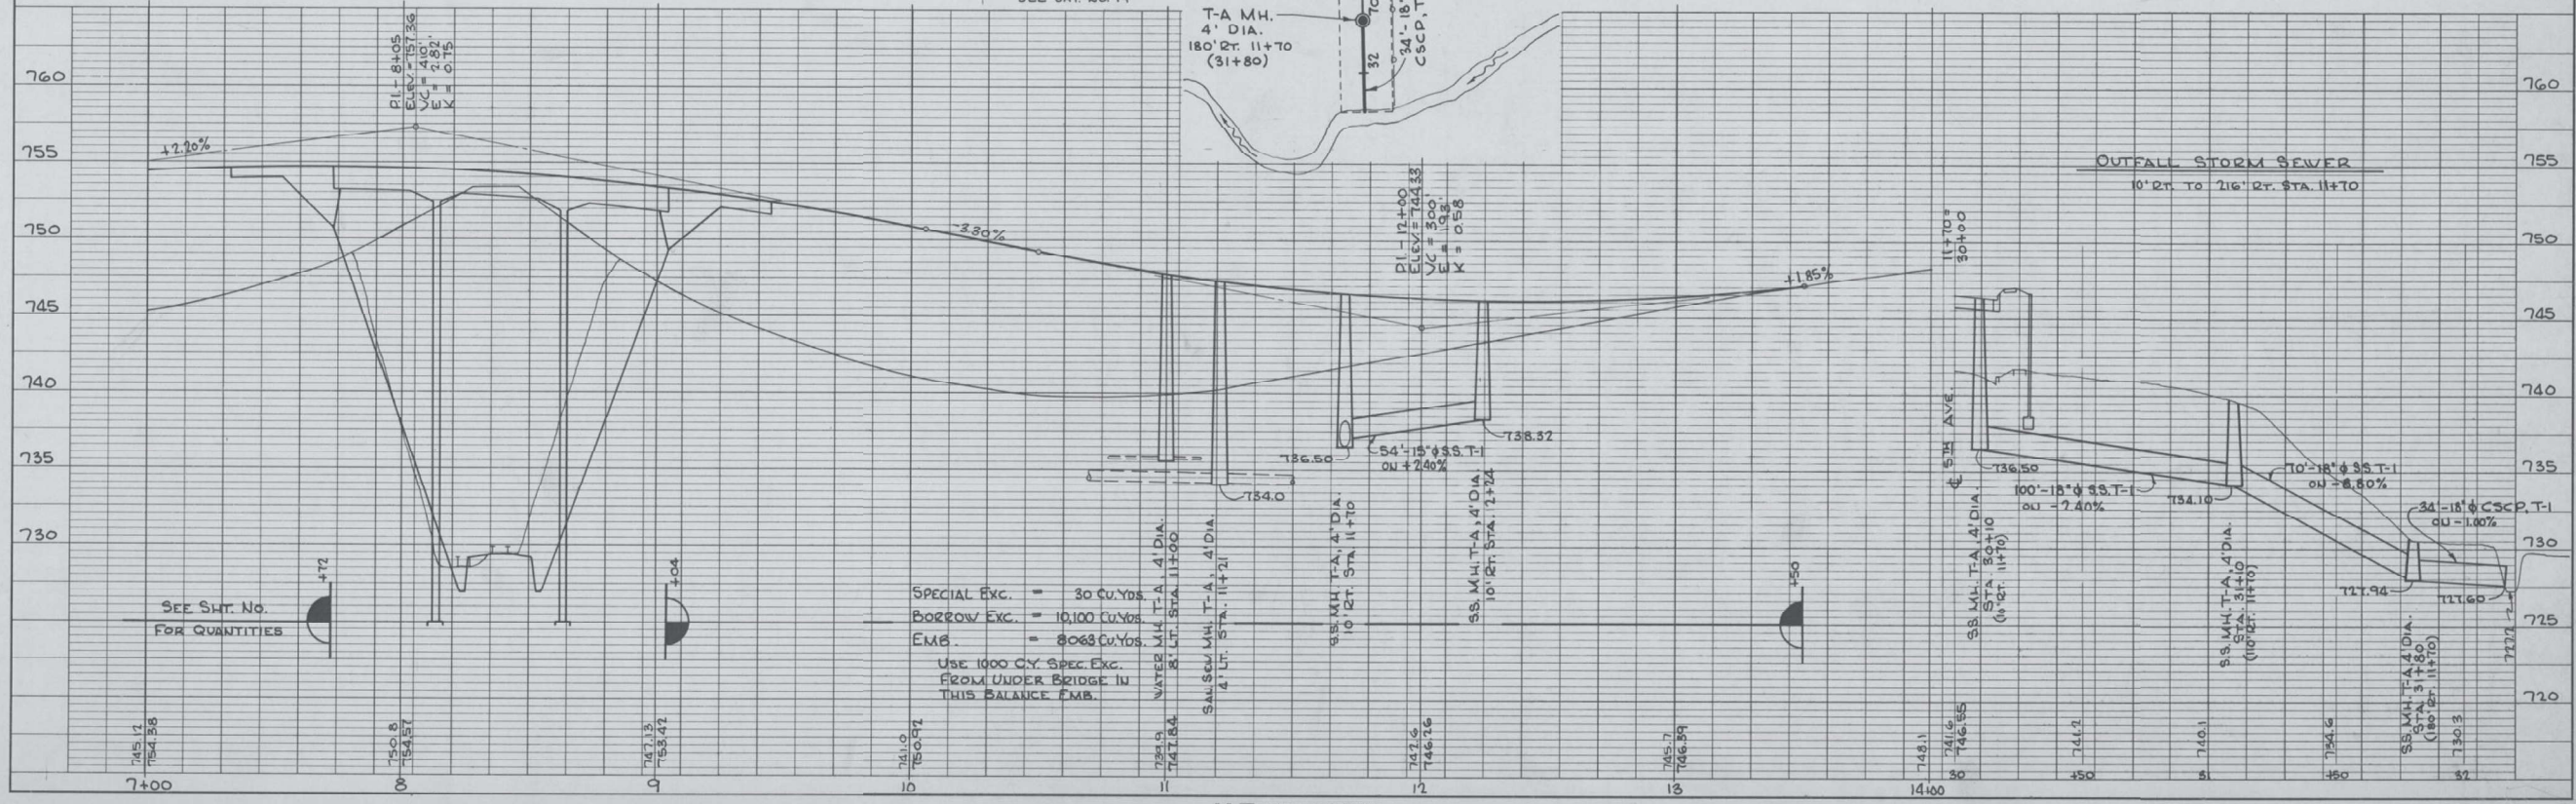 T-A MH.
4' DIA.
180' RT. 11+70
(31+80)
32
34'-18"
CSCP, T
P.I.- 8+05
ELEV.= 757.36
VC = 410'
E = 2.82'
K = 0.75
760
755
750
745
740
735
730
+2.20%
-3.30%
P.I.- 12+00
ELEV.= 744.33
VC = 300'
E = 1.93'
K = 0.58
+1.85%
OUTFALL STORM SEWER
10' RT. TO 216' RT. STA. 11+70
11+70=
30+00
760
755
750
745
740
735
730
725
720
736.50
54'-15" φ S.S. T-1
ON +2.40%
738.32
734.0
℄ 5TH AVE.
736.50
100'-18" φ S.S. T-1
ON -2.40%
734.10
70'-18" φ S.S. T-1
ON -8.80%
34'-18" φ CSCP, T-1
ON -1.00%
727.94
727.60
SEE SHT. NO.
FOR QUANTITIES
+72
+04
+50
SPECIAL EXC. = 30 CU.YDS.
BORROW EXC. = 10,100 CU.YDS.
EMB. = 8063 CU.YDS.
USE 1000 C.Y. SPEC. EXC.
FROM UNDER BRIDGE IN
THIS BALANCE EMB.
WATER MH. T-A, 4' DIA.
8' LT. STA. 11+00
SAN. SEW. MH. T-A, 4' DIA.
4' LT. STA. 11+21
S.S. MH. T-A, 4' DIA.
10' RT. STA. 11+70
S.S. MH. T-A, 4' DIA.
10' RT. STA. 12+24
S.S. MH. T-A, 4' DIA.
STA. 30+10
(10' RT. 11+70)
S.S. MH. T-A, 4' DIA.
STA. 31+10
(110' RT. 11+70)
S.S. MH. T-A, 4' DIA.
STA. 31+80
(180' RT. 11+70)
745.12
754.38
750.8
754.57
747.13
753.42
741.0
750.92
739.9
747.84
742.6
746.26
745.7
746.39
748.1
741.6
746.55
741.2
740.1
734.6
730.3
7+00
8
9
10
11
12
13
14+00
30
+50
31
+50
32